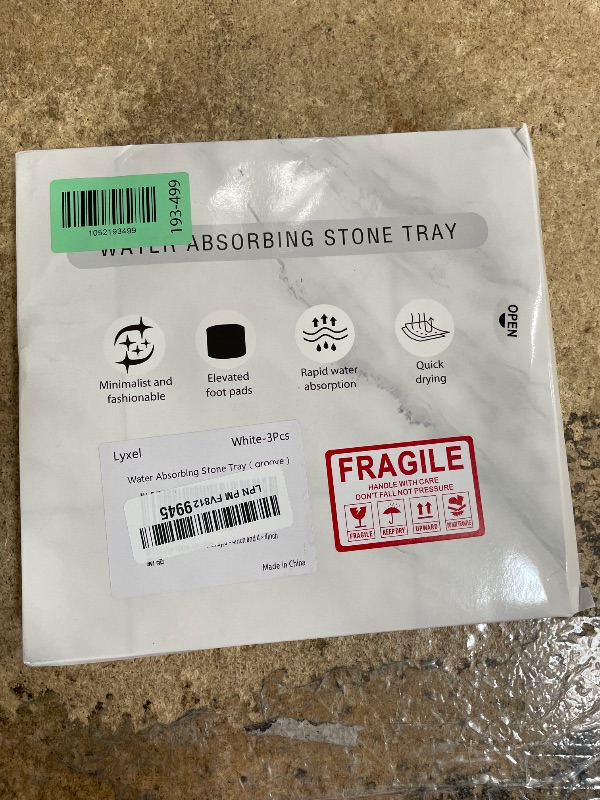 193-499
1052193499
WATER ABSORBING STONE TRAY
OPEN
Minimalist and
fashionable
Elevated
foot pads
Rapid water
absorption
Quick
drying
Lyxel
White-3Pcs
Water Absorbing Stone Tray ( groove )
LPN PM FV812 9945
Made in China
FRAGILE
HANDLE WITH CARE
DON'T FALL NOT PRESSURE
FRAGILE
KEEP DRY
UPWARD